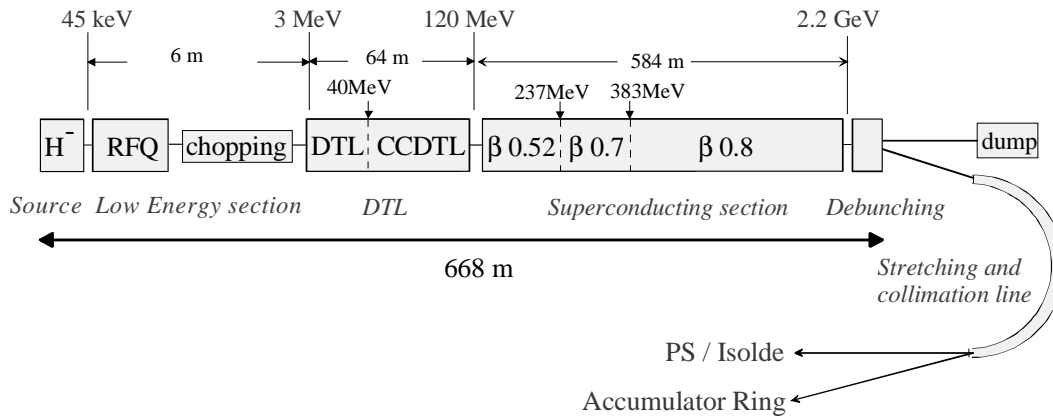 45 keV 3 MeV 120 MeV 2.2 GeV
6 m 64 m 584 m
40MeV 237MeV 383MeV
H⁻ RFQ chopping DTL CCDTL β 0.52 β 0.7 β 0.8 dump
Source Low Energy section DTL Superconducting section Debunching
668 m
Stretching and
collimation line
PS / Isolde
Accumulator Ring